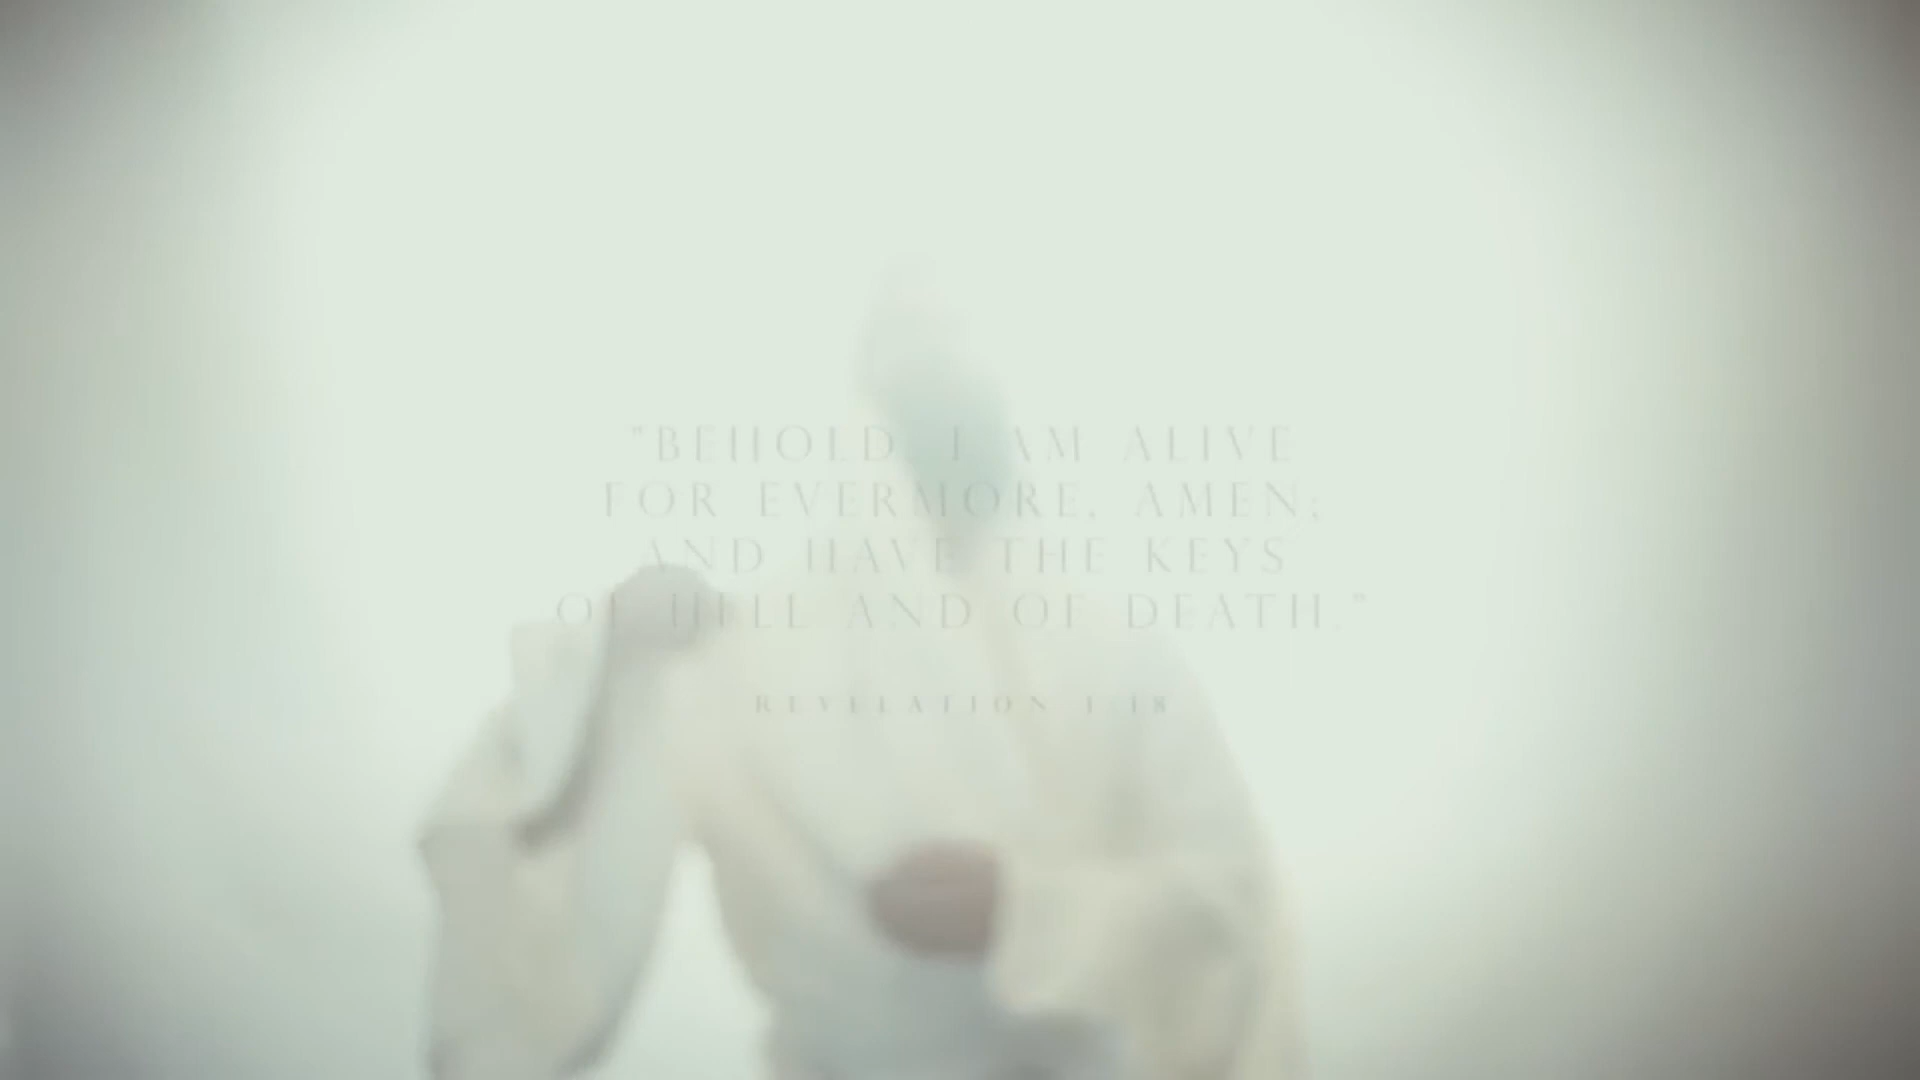 "BEHOLD, I AM ALIVE
FOR EVERMORE, AMEN;
AND HAVE THE KEYS
OF HELL AND OF DEATH."
REVELATION 1:18